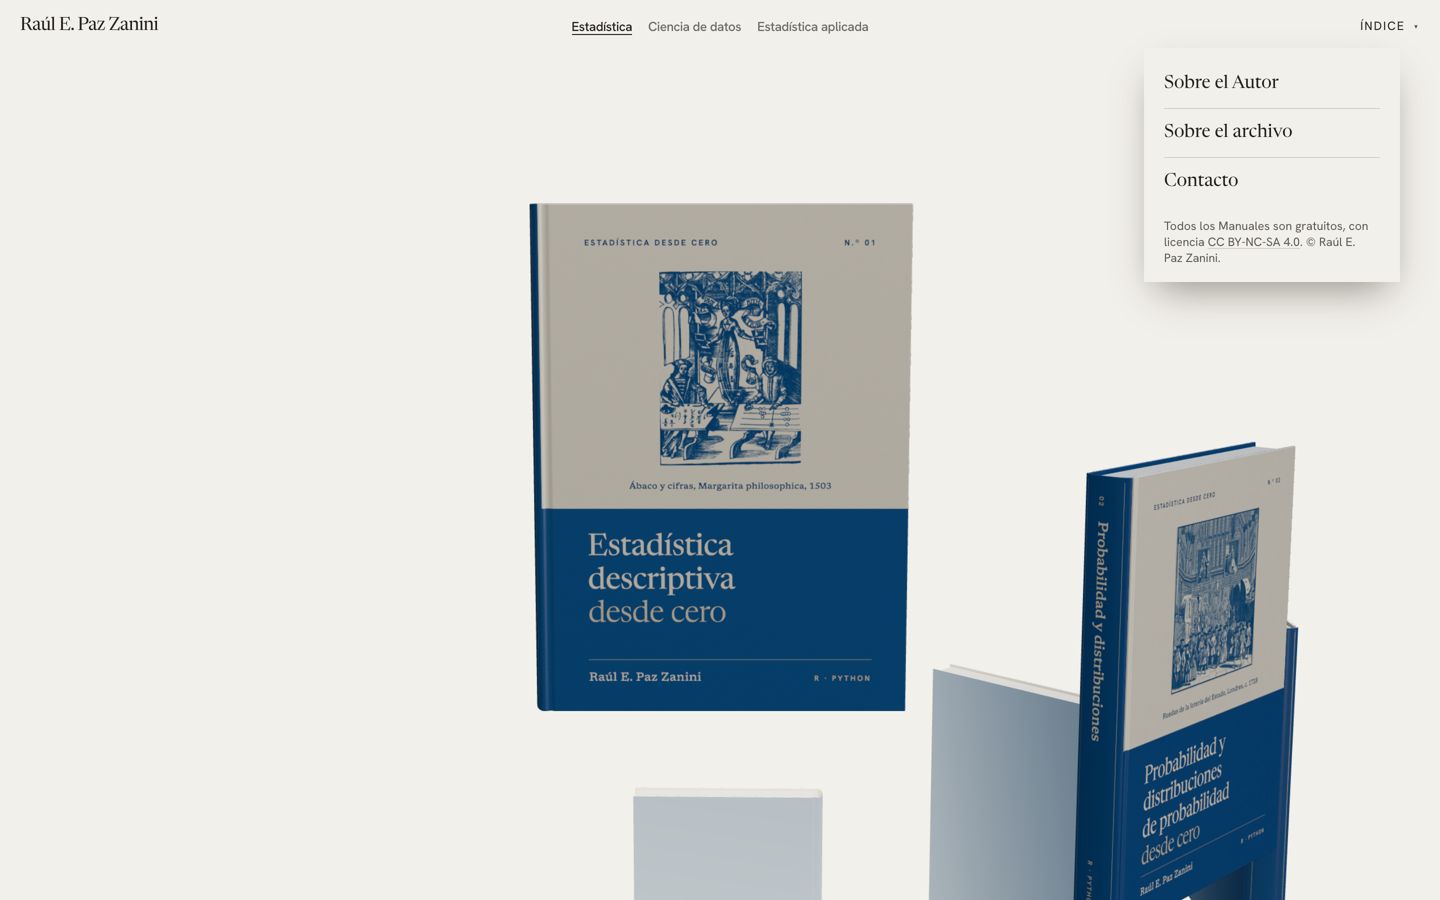 Raúl E. Paz Zanini
Estadística
Ciencia de datos
Estadística aplicada
ÍNDICE
Sobre el Autor
Sobre el archivo
Contacto
Todos los Manuales son gratuitos, con
licencia CC BY-NC-SA 4.0. © Raúl E.
Paz Zanini.
ESTADÍSTICA DESDE CERO
N.º 01
Ábaco y cifras, Margarita philosophica, 1503
Estadística
descriptiva
desde cero
Raúl E. Paz Zanini
R · PYTHON
02
Probabilidad y distribuciones
R · PYTHON
ESTADÍSTICA DESDE CERO
N.º 02
Probabilidad y
distribuciones
de probabilidad
desde cero
R · PYTHON
Raúl E. Paz Zanini